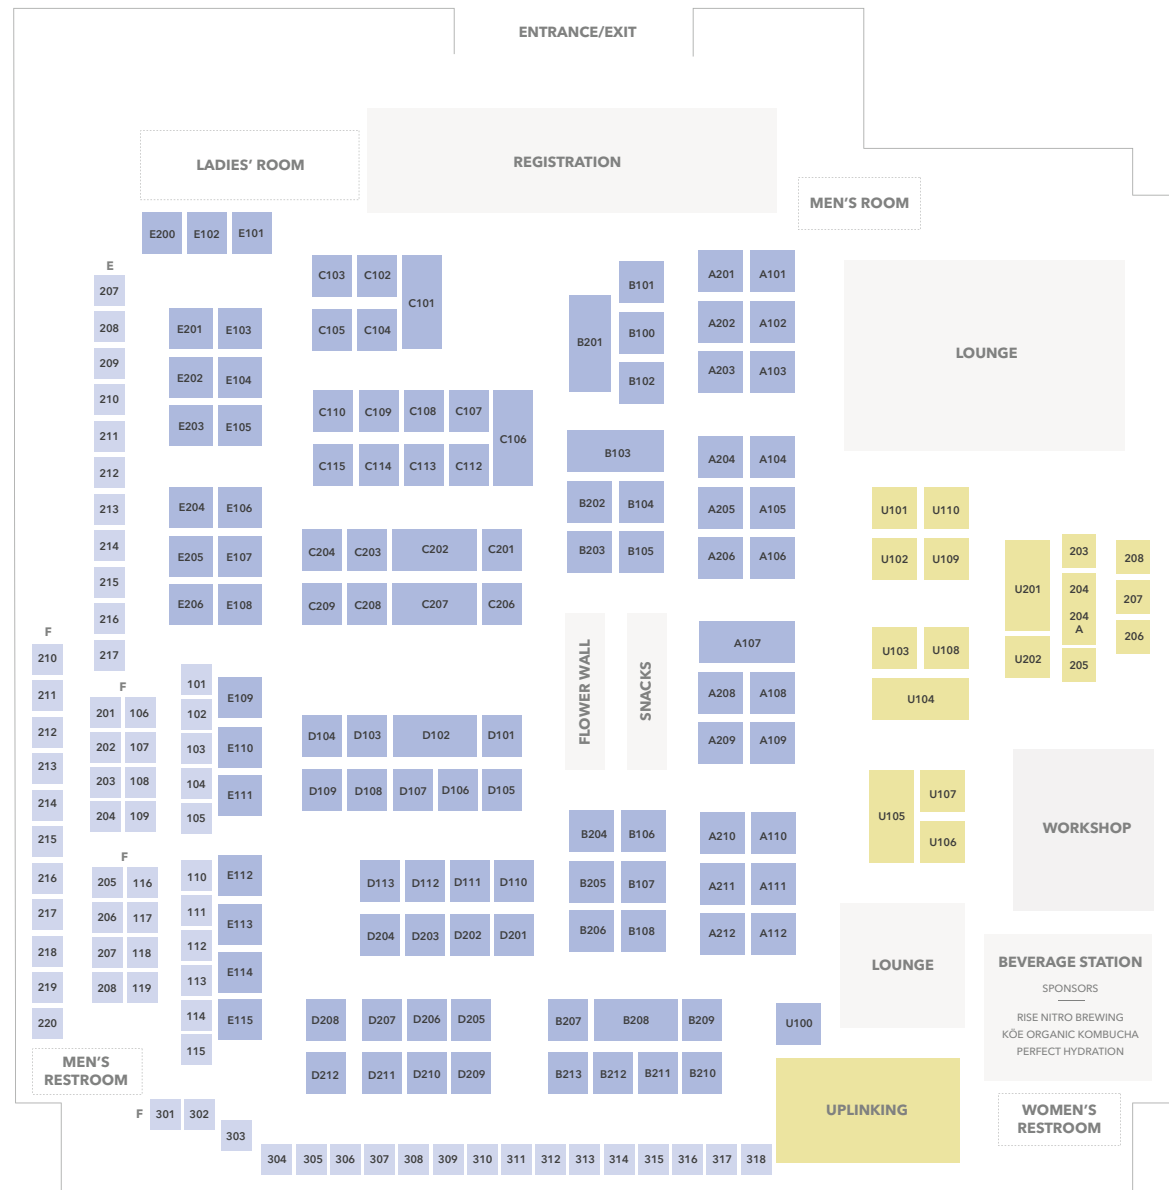 ENTRANCE/EXIT
LADIES' ROOM
REGISTRATION
MEN'S ROOM
E200 E102 E101
E
207
208
209
210
211
212
213
214
215
216
217
E201 E103
E202 E104
E203 E105
E204 E106
E205 E107
E206 E108
C103 C102 C101
C105 C104
C110 C109 C108 C107 C106
C115 C114 C113 C112
C204 C203 C202 C201
C209 C208 C207 C206
B101
B201 B100
B102
B103
B202 B104
B203 B105
A201 A101
A202 A102
A203 A103
A204 A104
A205 A105
A206 A106
LOUNGE
U101 U110
U102 U109
U103 U108
U104
U201
U202
203
204
204
A
205
208
207
206
F
210
211
212
213
214
215
216
217
218
219
220
F
201 106
202 107
203 108
204 109
F
205 116
206 117
207 118
208 119
101
102
103
104
105
E109
E110
E111
110
111
112
113
114
115
E112
E113
E114
E115
D104 D103 D102 D101
D109 D108 D107 D106 D105
D113 D112 D111 D110
D204 D203 D202 D201
D208 D207 D206 D205
D212 D211 D210 D209
FLOWER WALL
SNACKS
A107
A208 A108
A209 A109
B204 B106
B205 B107
B206 B108
A210 A110
A211 A111
A212 A112
B207 B208 B209
B213 B212 B211 B210
U105
U107
U106
WORKSHOP
LOUNGE
U100
BEVERAGE STATION
SPONSORS
RISE NITRO BREWING
KÖE ORGANIC KOMBUCHA
PERFECT HYDRATION
UPLINKING
WOMEN'S
RESTROOM
MEN'S
RESTROOM
F 301 302
303
304 305 306 307 308 309 310 311 312 313 314 315 316 317 318